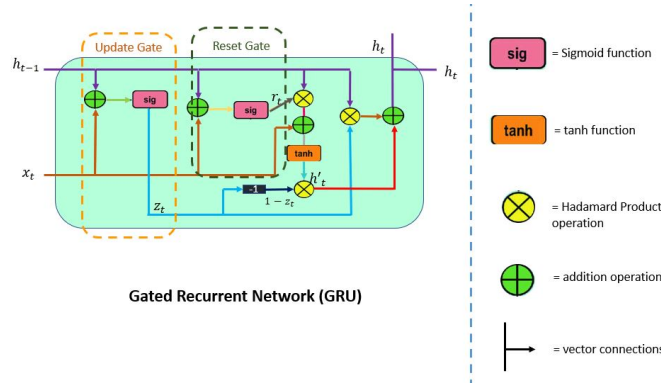 Update Gate
Reset Gate
h_t
h_{t-1}
h_t
sig
sig
r_t
tanh
x_t
h'_t
-1
z_t
1 − z_t
Gated Recurrent Network (GRU)
sig = Sigmoid function
tanh = tanh function
= Hadamard Product
operation
= addition operation
= vector connections